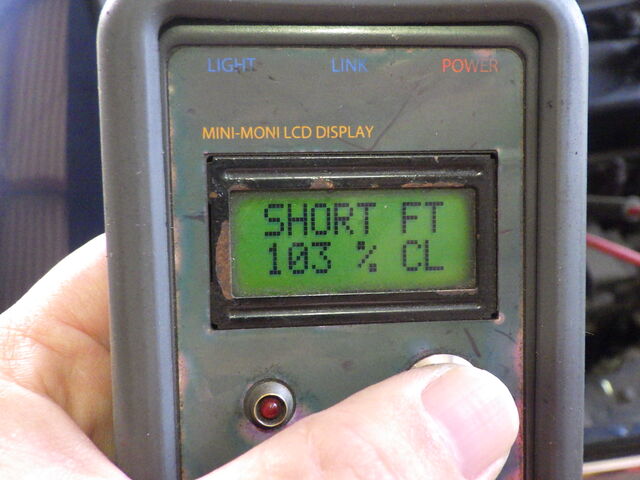 LIGHT LINK POWER
MINI-MONI LCD DISPLAY
SHORT FT
103 % CL